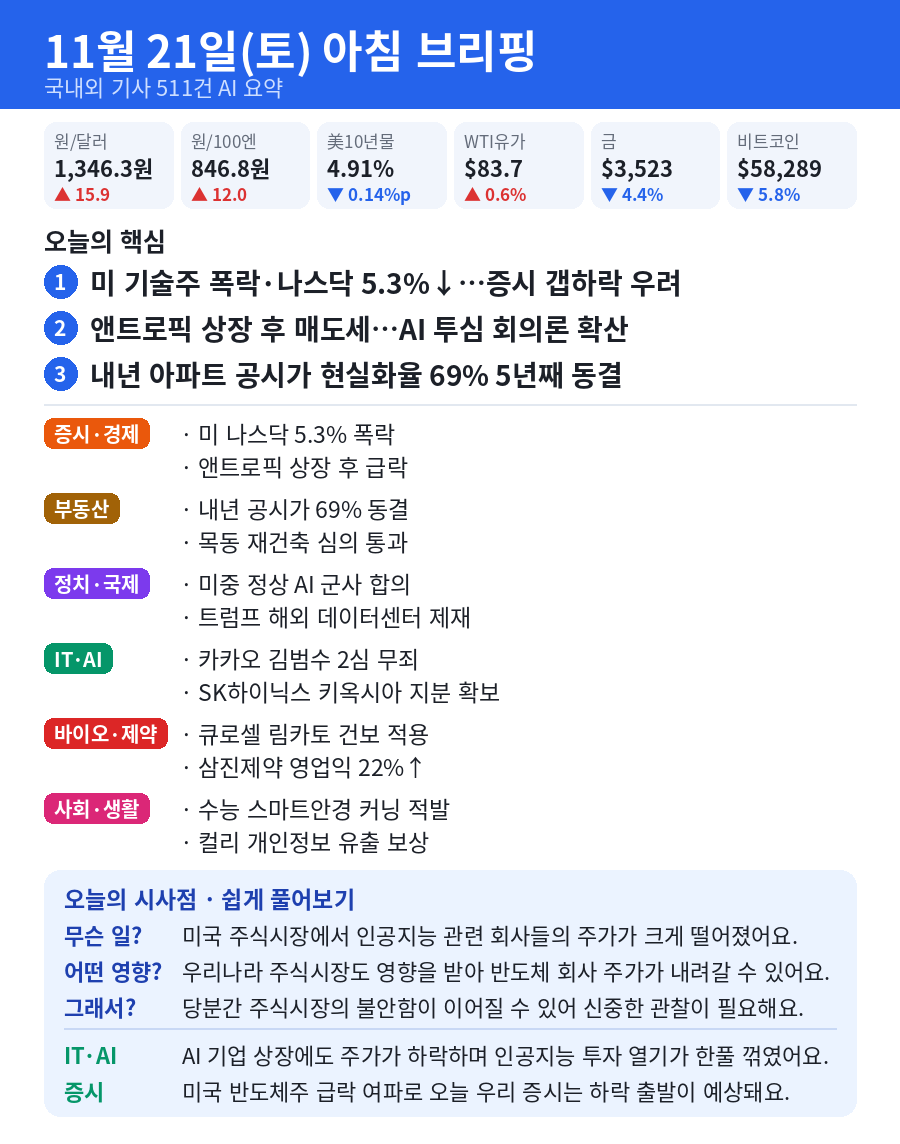 11월 21일(토) 아침 브리핑
국내외 기사 511건 AI 요약
원/달러
1,346.3원
▲ 15.9
원/100엔
846.8원
▲ 12.0
美10년물
4.91%
▼ 0.14%p
WTI유가
$83.7
▲ 0.6%
금
$3,523
▼ 4.4%
비트코인
$58,289
▼ 5.8%
오늘의 핵심
1 미 기술주 폭락·나스닥 5.3%↓…증시 갭하락 우려
2 앤트로픽 상장 후 매도세…AI 투심 회의론 확산
3 내년 아파트 공시가 현실화율 69% 5년째 동결
증시·경제 · 미 나스닥 5.3% 폭락
· 앤트로픽 상장 후 급락
부동산 · 내년 공시가 69% 동결
· 목동 재건축 심의 통과
정치·국제 · 미중 정상 AI 군사 합의
· 트럼프 해외 데이터센터 제재
IT·AI · 카카오 김범수 2심 무죄
· SK하이닉스 키옥시아 지분 확보
바이오·제약 · 큐로셀 림카토 건보 적용
· 삼진제약 영업익 22%↑
사회·생활 · 수능 스마트안경 커닝 적발
· 컬리 개인정보 유출 보상
오늘의 시사점 · 쉽게 풀어보기
무슨 일? 미국 주식시장에서 인공지능 관련 회사들의 주가가 크게 떨어졌어요.
어떤 영향? 우리나라 주식시장도 영향을 받아 반도체 회사 주가가 내려갈 수 있어요.
그래서? 당분간 주식시장의 불안함이 이어질 수 있어 신중한 관찰이 필요해요.
IT·AI AI 기업 상장에도 주가가 하락하며 인공지능 투자 열기가 한풀 꺾였어요.
증시 미국 반도체주 급락 여파로 오늘 우리 증시는 하락 출발이 예상돼요.